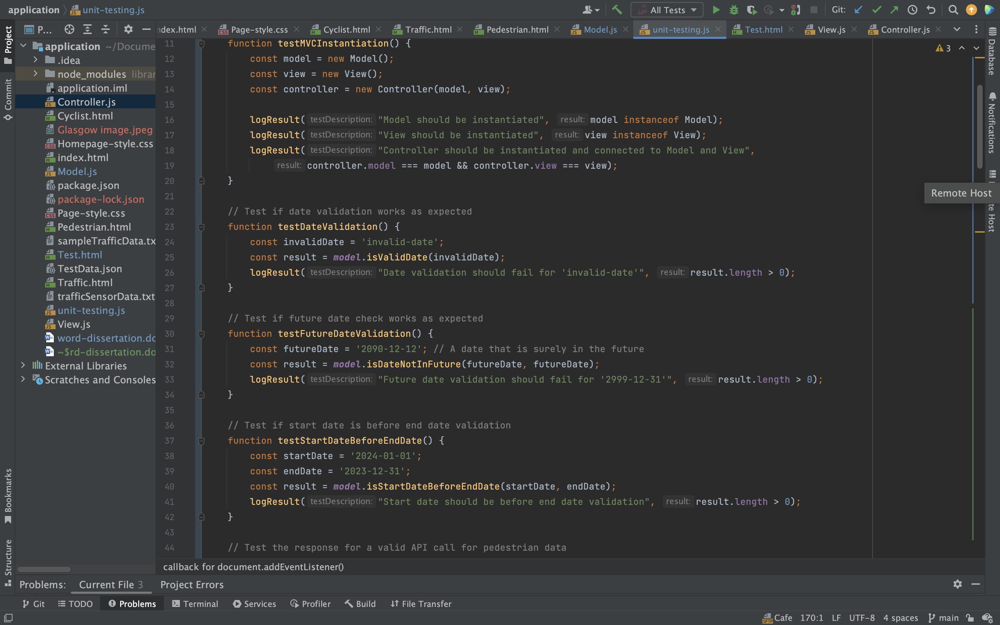 application
unit-testing.js
All Tests
Git:
P...
ndex.html
Page-style.css
Cyclist.html
Traffic.html
Pedestrian.html
Model.js
unit-testing.js
Test.html
View.js
Controller.js
Project
Commit
Bookmarks
Structure
application ~/Docume
.idea
node_modules librar
application.iml
Controller.js
Cyclist.html
Glasgow image.jpeg
Homepage-style.css
index.html
Model.js
package.json
package-lock.json
Page-style.css
Pedestrian.html
sampleTrafficData.tx
Test.html
TestData.json
Traffic.html
trafficSensorData.txt
unit-testing.js
View.js
word-dissertation.do
~$rd-dissertation.do
External Libraries
Scratches and Consoles
3
11 function testMVCInstantiation() {
12 const model = new Model();
13 const view = new View();
14 const controller = new Controller(model, view);
15
16 logResult( testDescription: "Model should be instantiated", result: model instanceof Model);
17 logResult( testDescription: "View should be instantiated", result: view instanceof View);
18 logResult( testDescription: "Controller should be instantiated and connected to Model and View",
19 result: controller.model === model && controller.view === view);
20 }
21
22 // Test if date validation works as expected
23 function testDateValidation() {
24 const invalidDate = 'invalid-date';
25 const result = model.isValidDate(invalidDate);
26 logResult( testDescription: "Date validation should fail for 'invalid-date'", result: result.length > 0);
27 }
28
29 // Test if future date check works as expected
30 function testFutureDateValidation() {
31 const futureDate = '2090-12-12'; // A date that is surely in the future
32 const result = model.isDateNotInFuture(futureDate, futureDate);
33 logResult( testDescription: "Future date validation should fail for '2999-12-31'", result: result.length > 0);
34 }
35
36 // Test if start date is before end date validation
37 function testStartDateBeforeEndDate() {
38 const startDate = '2024-01-01';
39 const endDate = '2023-12-31';
40 const result = model.isStartDateBeforeEndDate(startDate, endDate);
41 logResult( testDescription: "Start date should be before end date validation", result: result.length > 0);
42 }
43
44 // Test the response for a valid API call for pedestrian data
Database
Notifications
Remote Host
te Host
callback for document.addEventListener()
Problems: Current File 3 Project Errors
Git TODO Problems Terminal Services Profiler Build File Transfer
SFTP Cafe 170:1 LF UTF-8 4 spaces main